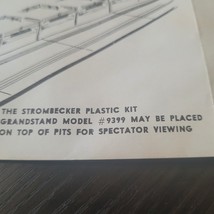 THE STROMBECKER PLASTIC KIT
GRANDSTAND MODEL #9399 MAY BE PLACED
ON TOP OF PITS FOR SPECTATOR VIEWING